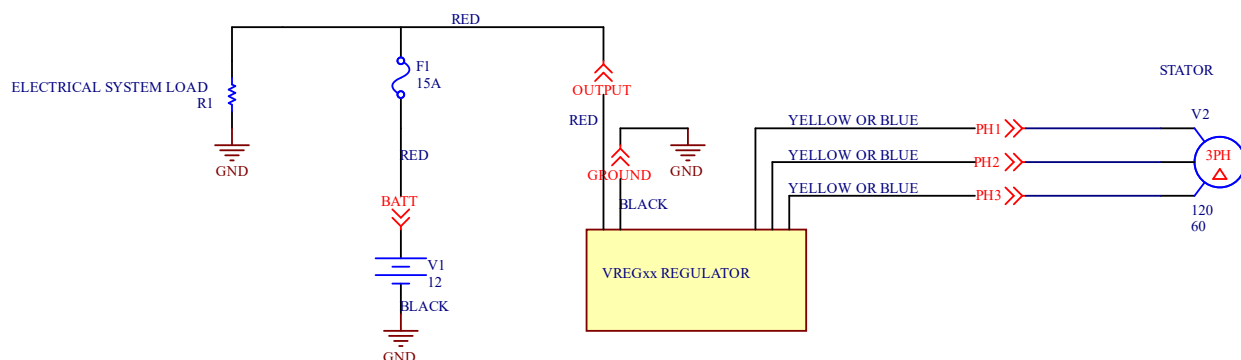 RED
ELECTRICAL SYSTEM LOAD
R1
GND
F1
15A
RED
BATT
V1
12
BLACK
GND
OUTPUT
RED
GROUND
GND
BLACK
VREGxx REGULATOR
YELLOW OR BLUE
PH1
YELLOW OR BLUE
PH2
YELLOW OR BLUE
PH3
STATOR
V2
3PH
120
60